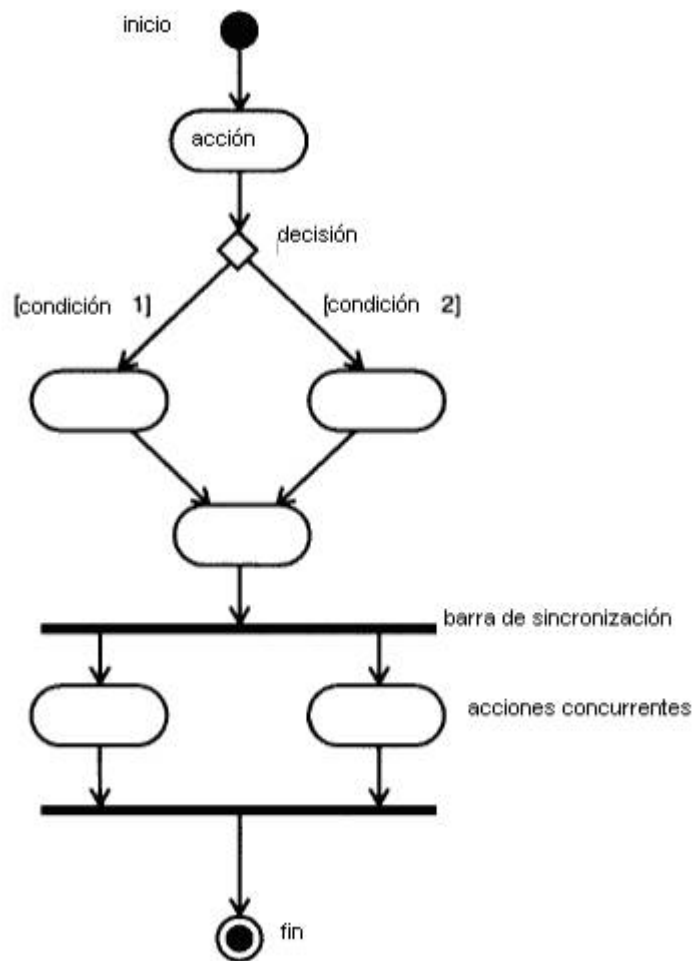 inicio
acción
decisión
[condición 1]
[condición 2]
barra de sincronización
acciones concurrentes
fin